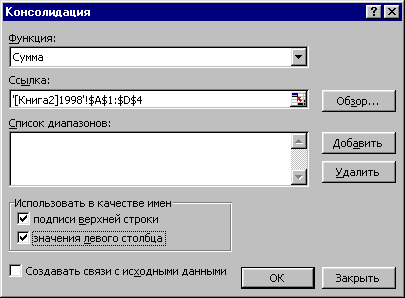 Консолидация
Функция:
Сумма
Ссылка:
'[Книга2]1998'!$A$1:$D$4
Обзор...
Список диапазонов:
Добавить
Удалить
Использовать в качестве имен
подписи верхней строки
значения левого столбца
Создавать связи с исходными данными
OK
Закрыть